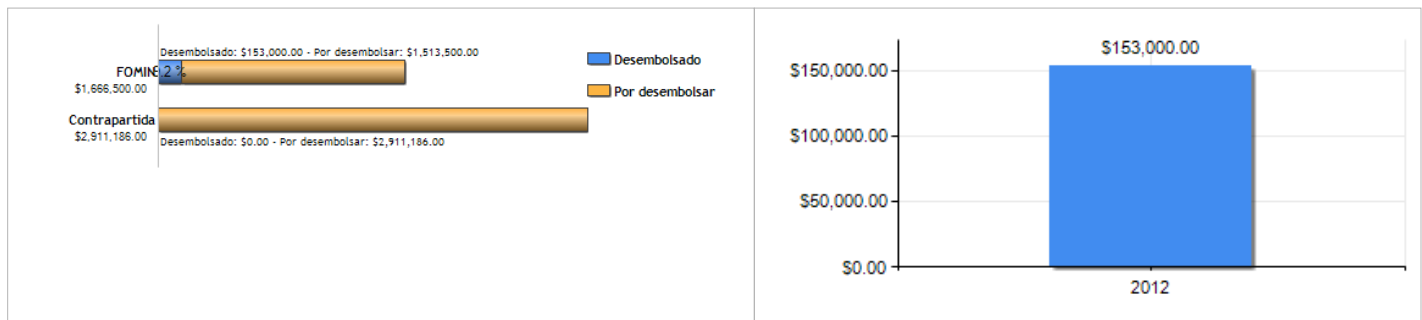 Desembolsado: $153,000.00 - Por desembolsar: $1,513,500.00
FOMIN
.2 %
$1,666,500.00
Contrapartida
$2,911,186.00
Desembolsado: $0.00 - Por desembolsar: $2,911,186.00
Desembolsado
Por desembolsar
$153,000.00
$150,000.00
$100,000.00
$50,000.00
$0.00
2012